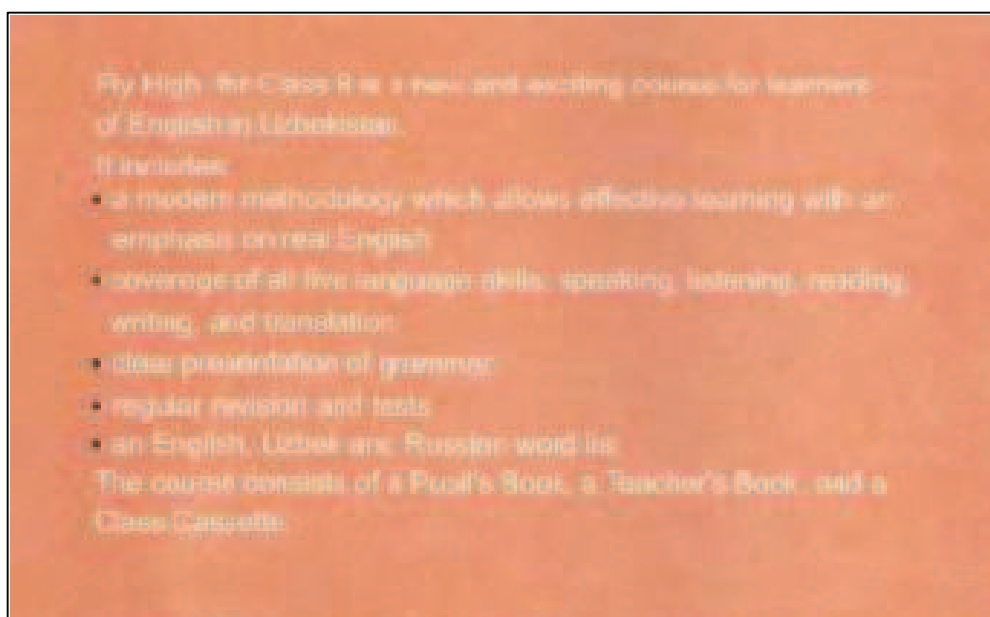 Fly High for Class 8 is a new and exciting course for learners
of English in Uzbekistan.
It includes:
• a modern methodology which allows effective learning with an
emphasis on real English
• coverage of all five language skills: speaking, listening, reading,
writing, and translation
• clear presentation of grammar
• regular revision and tests
• an English, Uzbek and Russian word list
The course consists of a Pupil's Book, a Teacher's Book, and a
Class Cassette.